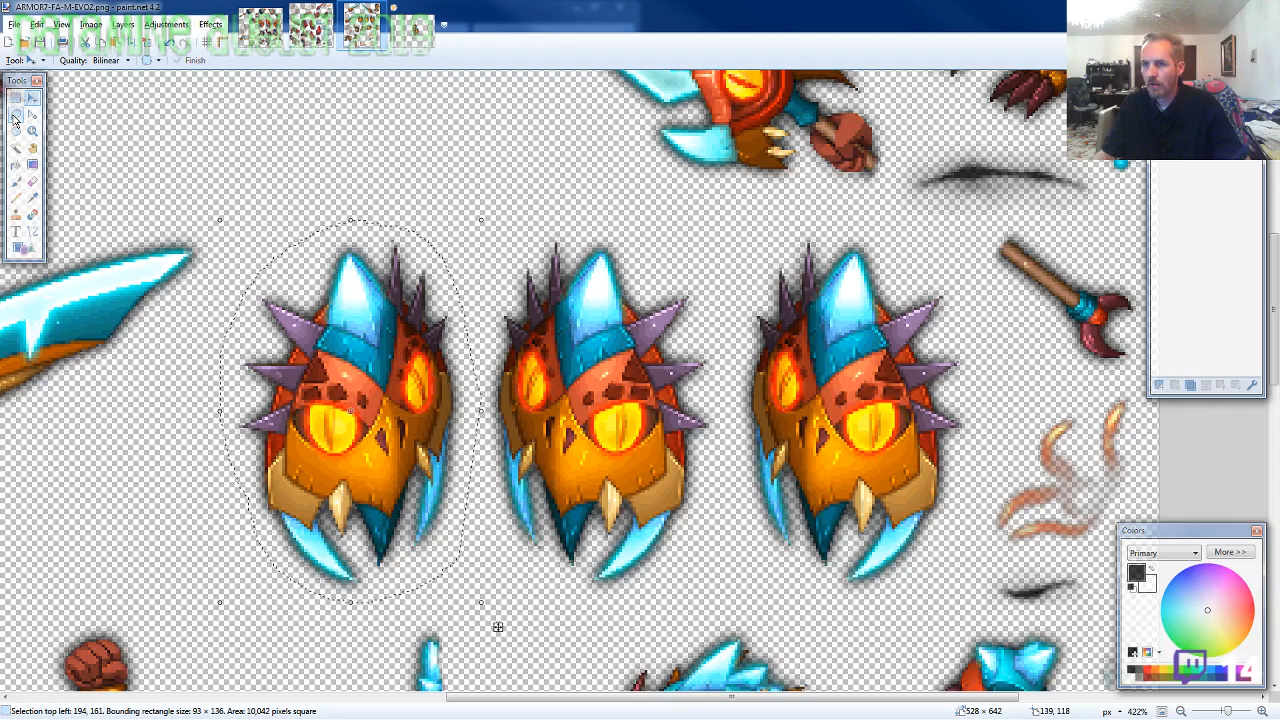 ARMOR7-FA-M-EVO2.png - paint.net 4.2
File Edit View Image Layers Adjustments Effects
Tool: Quality: Bilinear Finish
Tools
T
Colors
Primary More >>
Selection top left: 194, 161. Bounding rectangle size: 93 × 136. Area: 10,042 pixels square
528 × 642 139, 118 px 422%